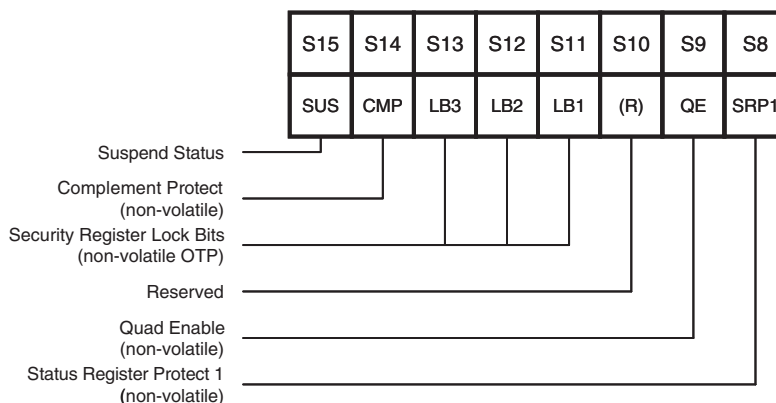 S15 S14 S13 S12 S11 S10 S9 S8
SUS CMP LB3 LB2 LB1 (R) QE SRP1
Suspend Status
Complement Protect
(non-volatile)
Security Register Lock Bits
(non-volatile OTP)
Reserved
Quad Enable
(non-volatile)
Status Register Protect 1
(non-volatile)